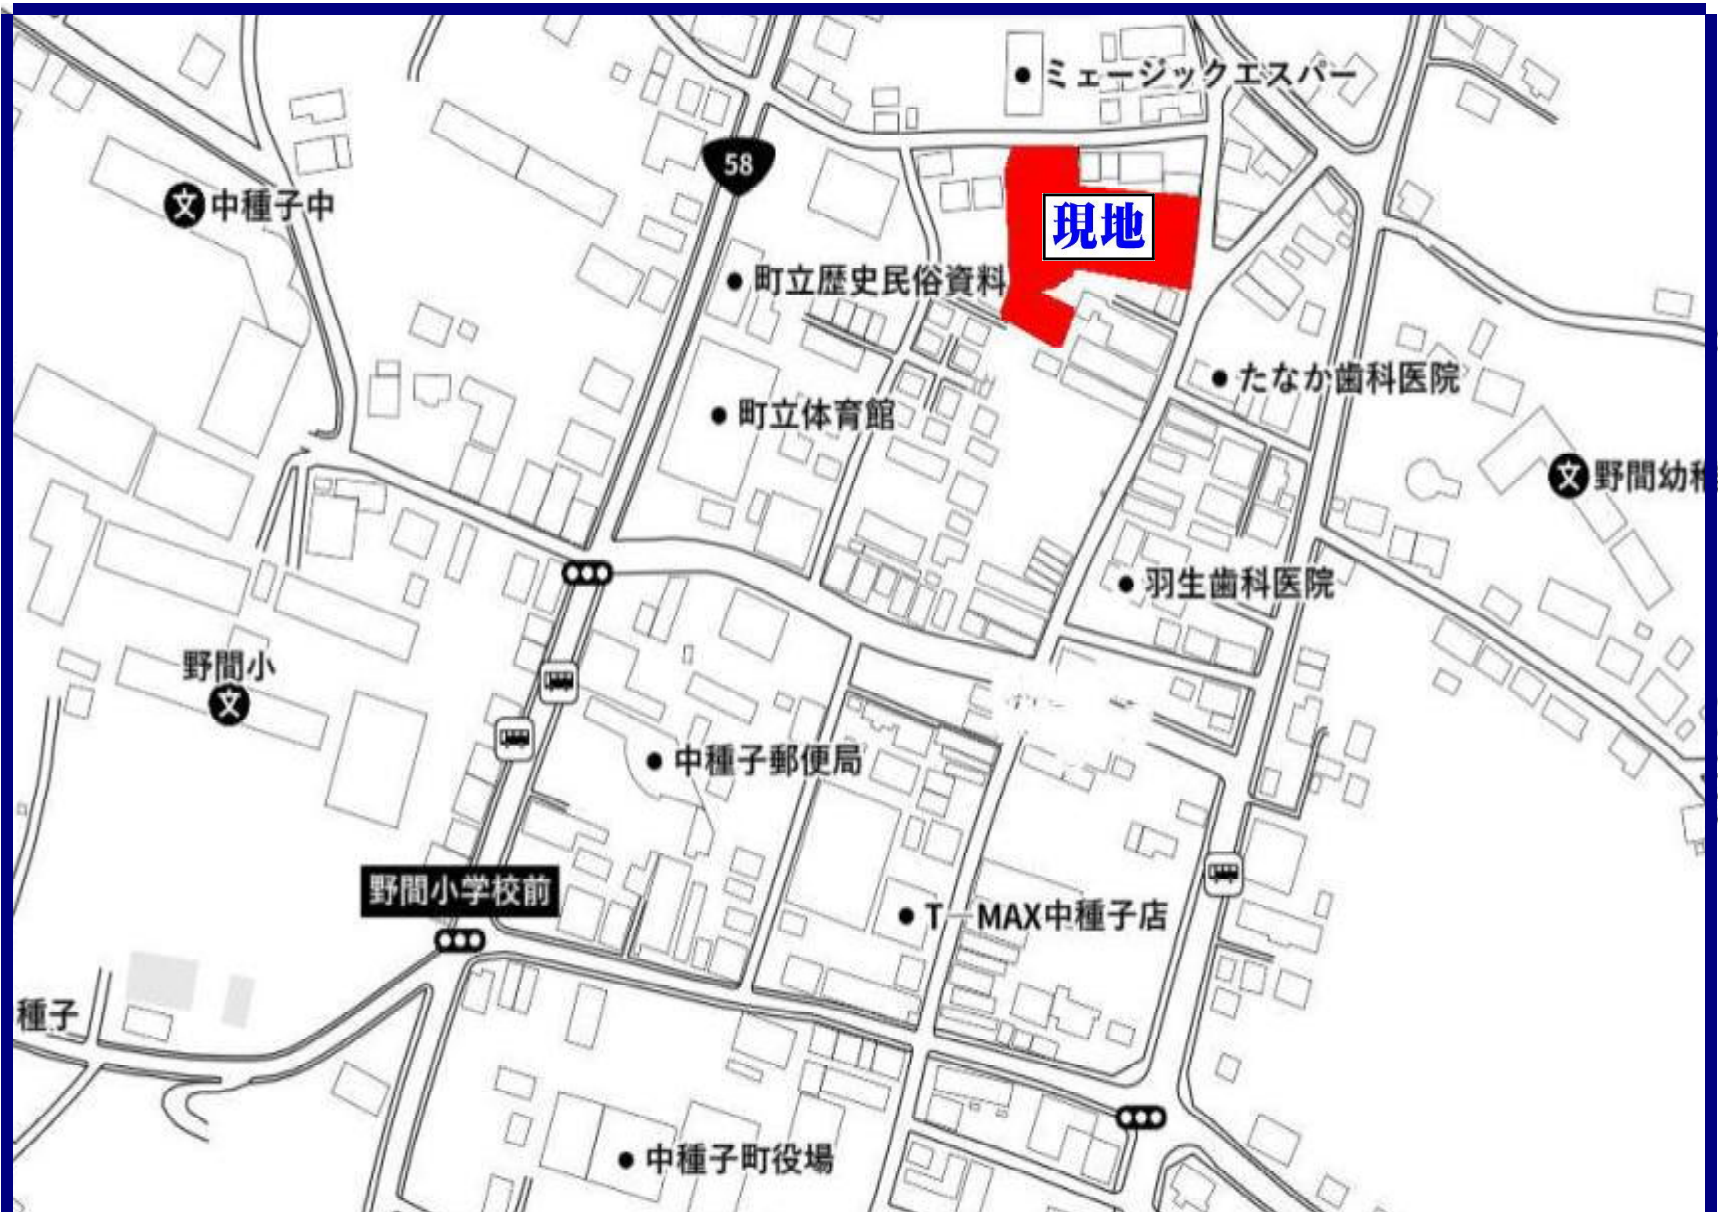 ミュージックエスパー
58
中種子中
現地
町立歴史民俗資料
たなか歯科医院
町立体育館
野間幼稚
羽生歯科医院
野間小
中種子郵便局
野間小学校前
T-MAX中種子店
種子
中種子町役場
文
文
文